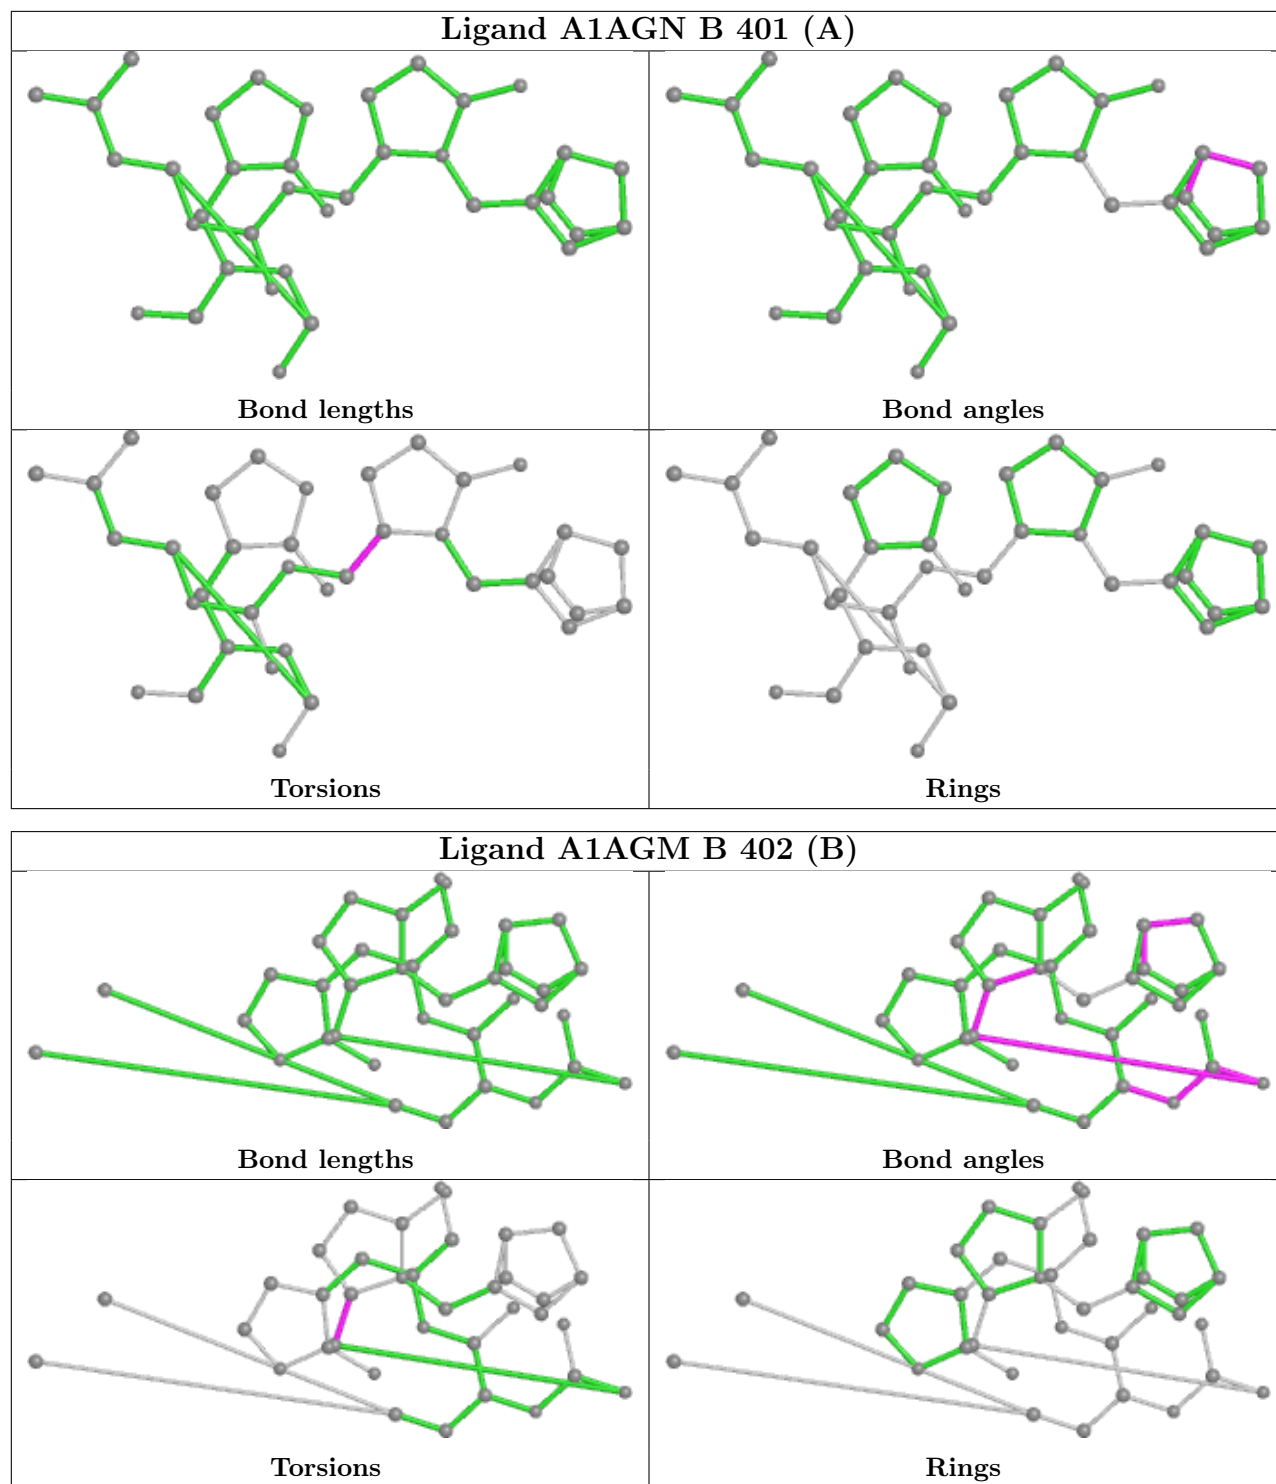 Ligand A1AGN B 401 (A)
Bond lengths
Bond angles
Torsions
Rings
Ligand A1AGM B 402 (B)
Bond lengths
Bond angles
Torsions
Rings